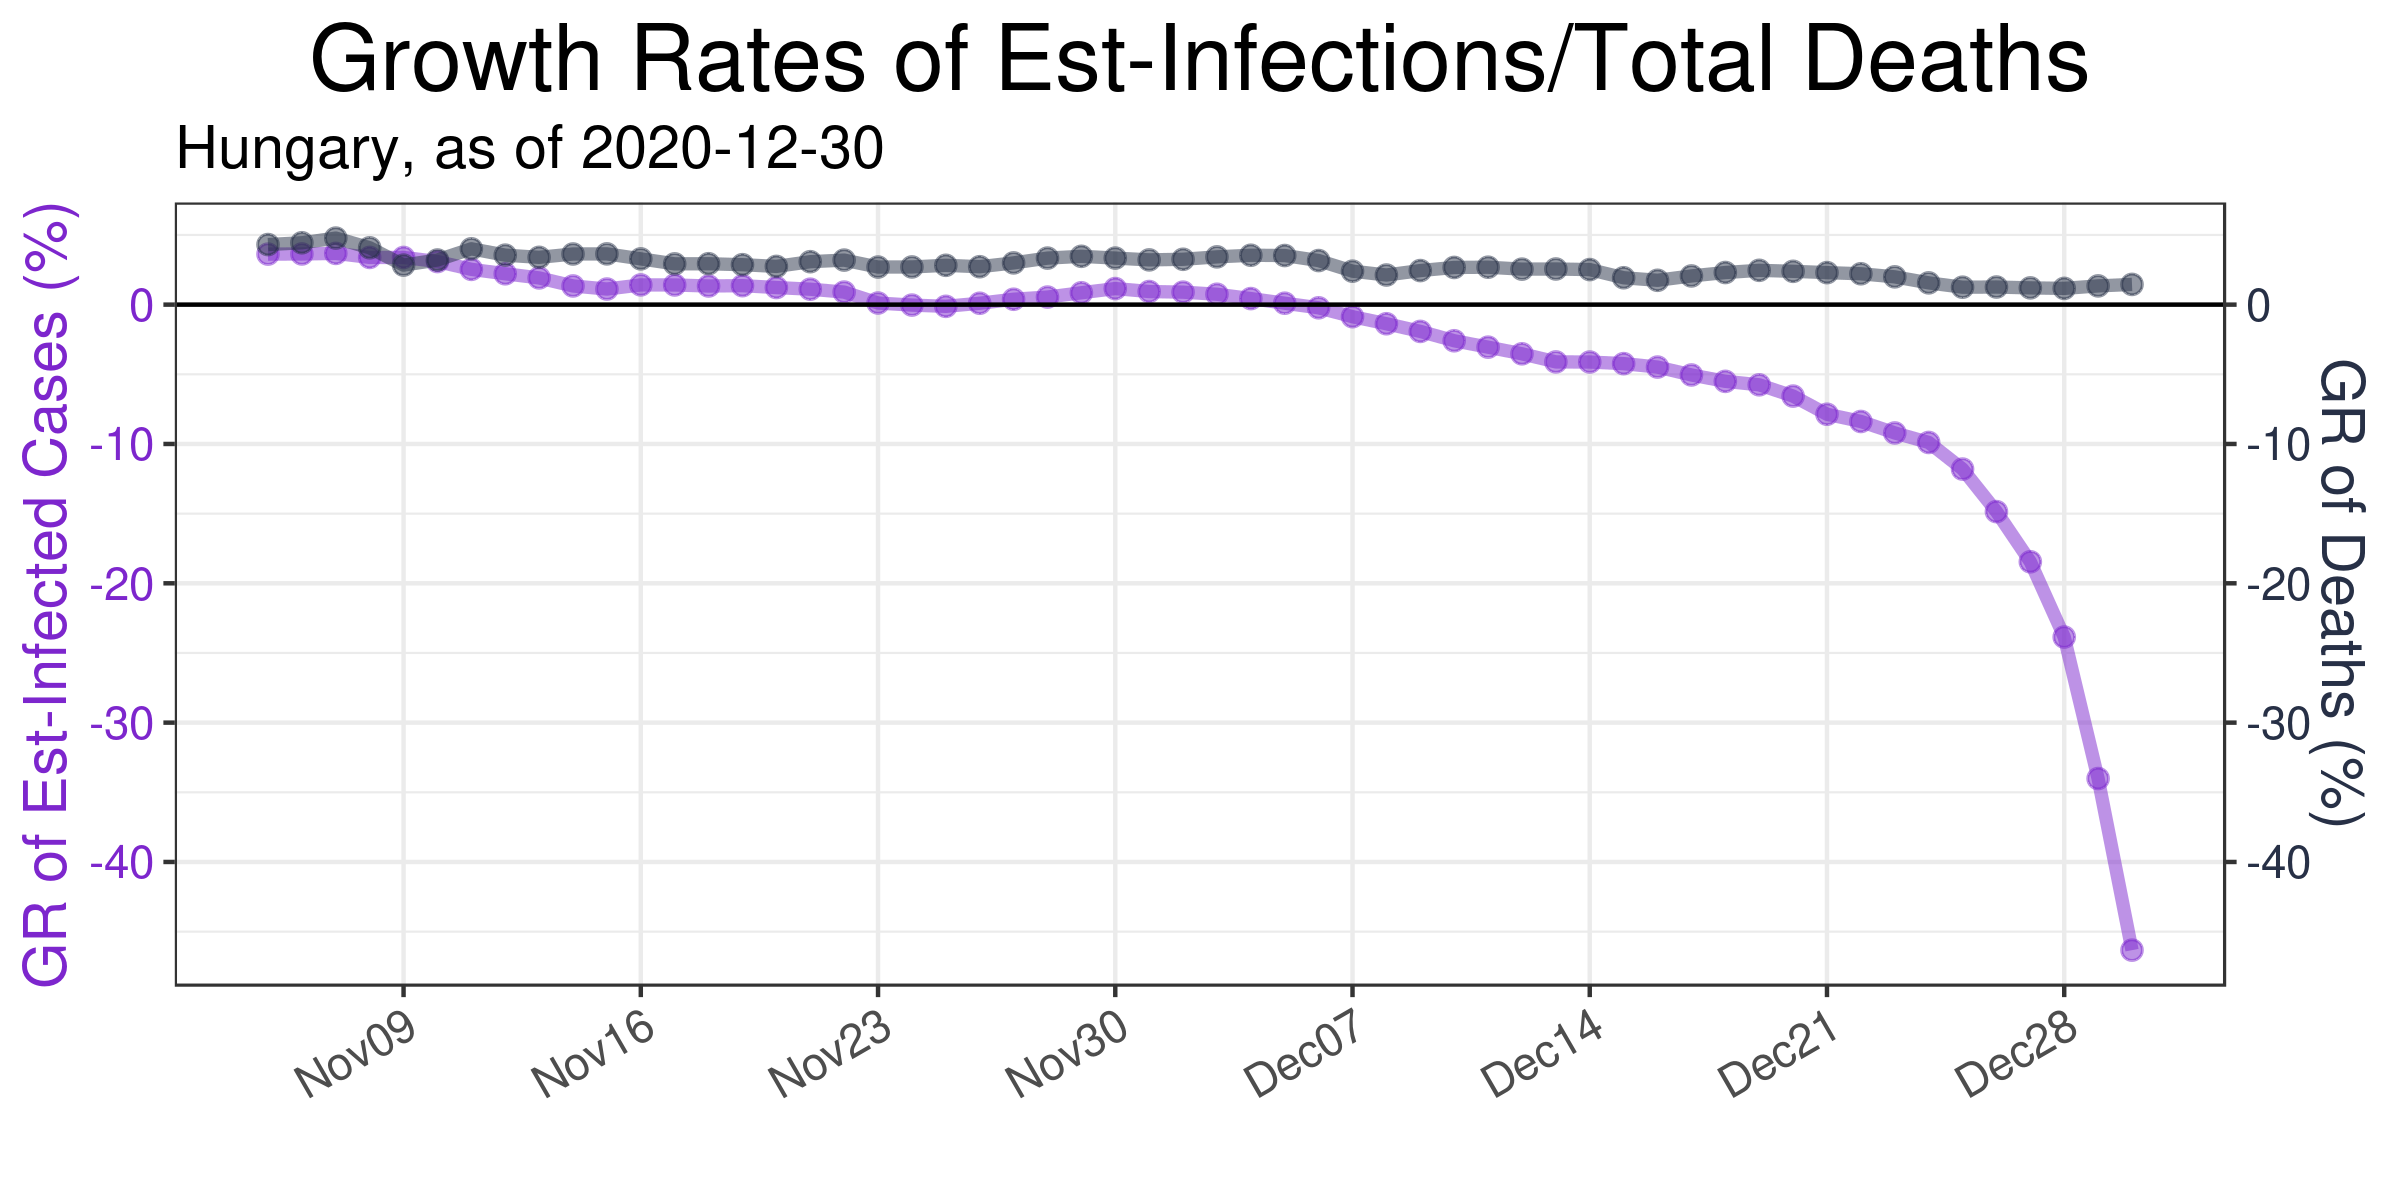 Growth Rates of Est-Infections/Total Deaths
Hungary, as of 2020-12-30
GR of Est-Infected Cases (%)
0
-10
-20
-30
-40
0
-10
-20
-30
-40
GR of Deaths (%)
Nov09
Nov16
Nov23
Nov30
Dec07
Dec14
Dec21
Dec28